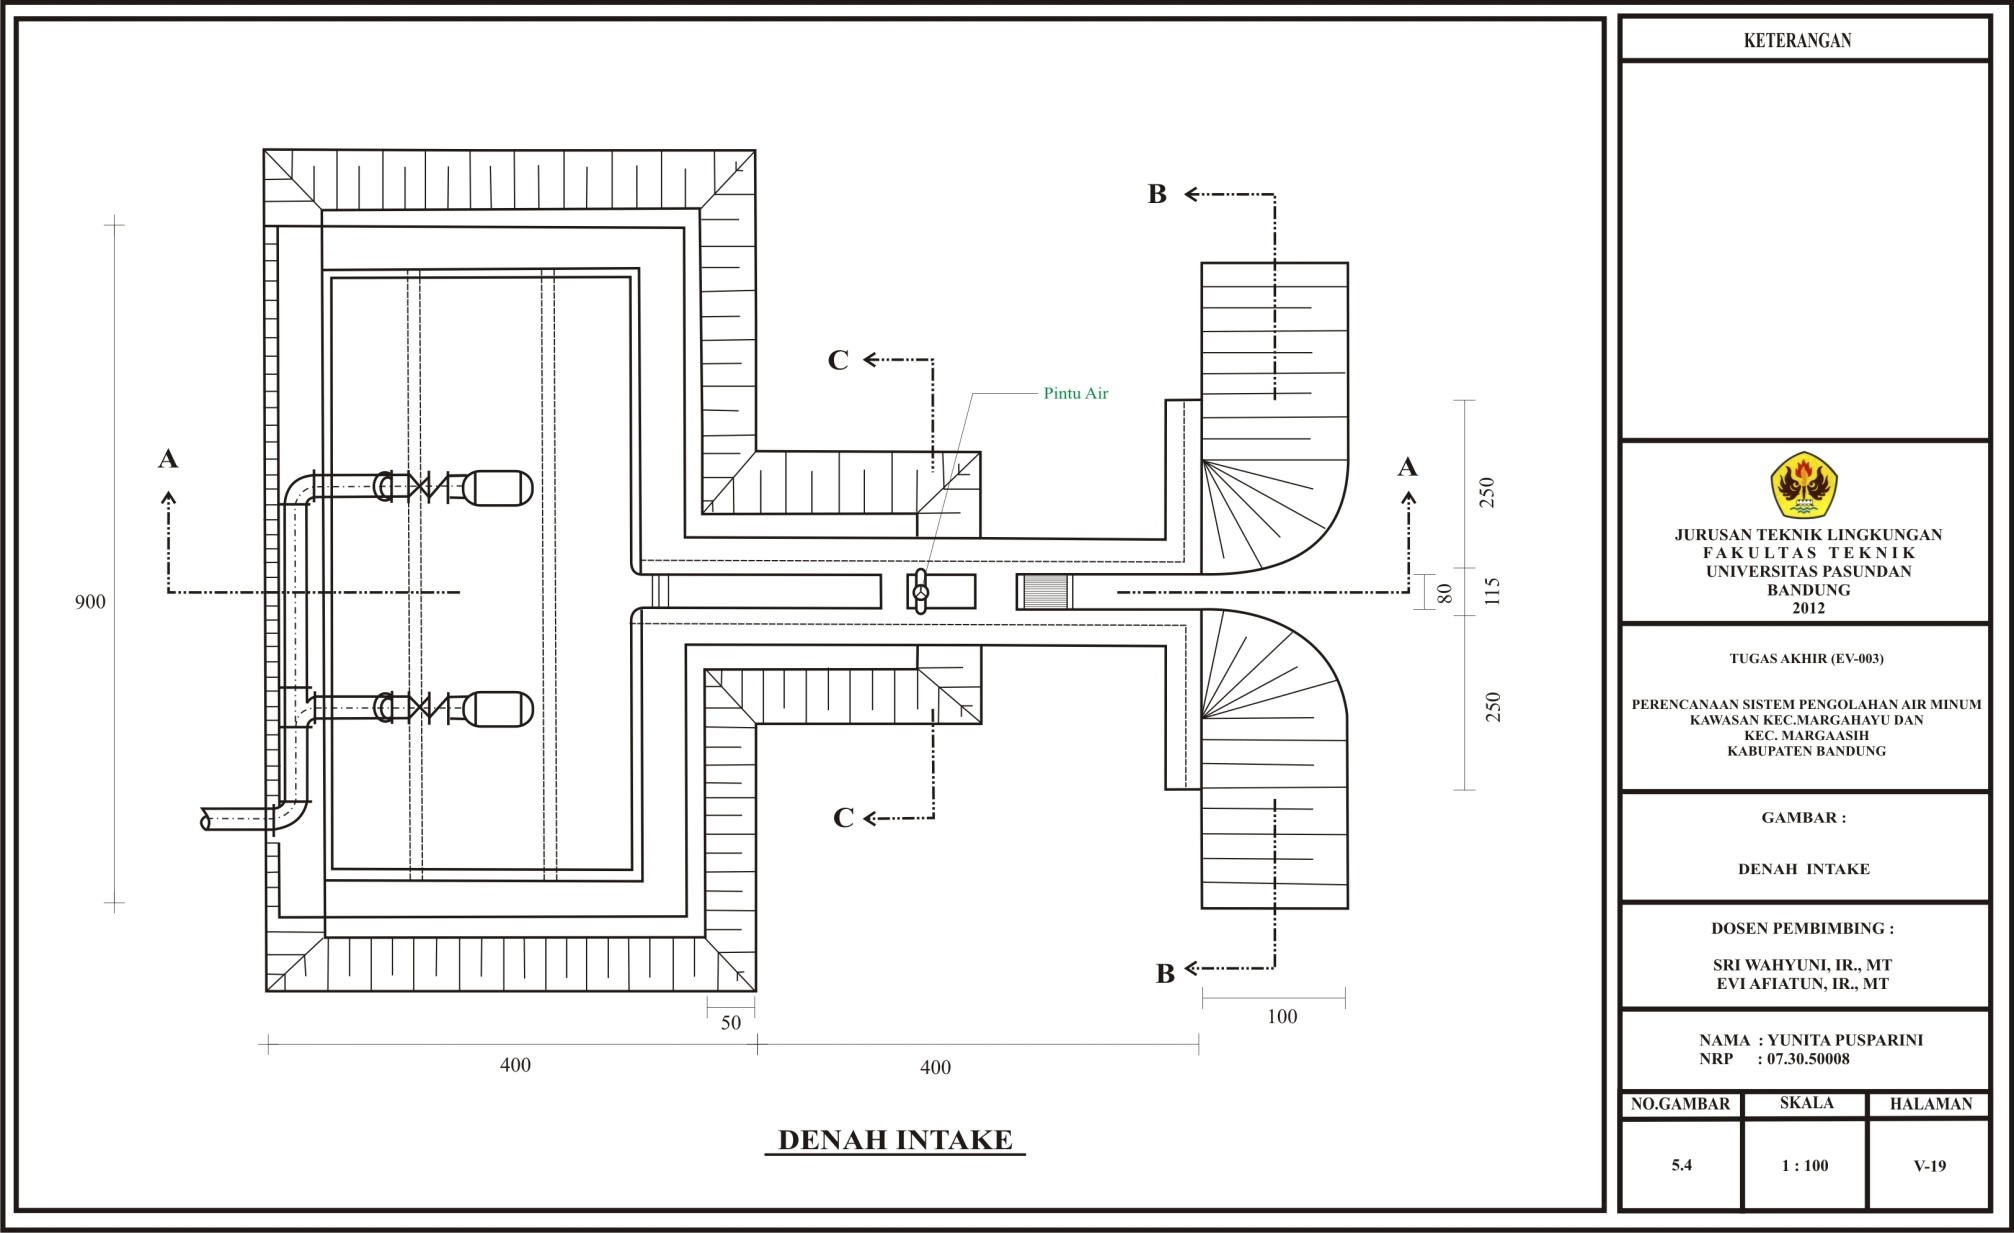 B
C
Pintu Air
A
A
250
900
80
115
250
C
B
50
100
400
400
DENAH INTAKE
KETERANGAN
JURUSAN TEKNIK LINGKUNGAN
FAKULTAS TEKNIK
UNIVERSITAS PASUNDAN
BANDUNG
2012
TUGAS AKHIR (EV-003)
PERENCANAAN SISTEM PENGOLAHAN AIR MINUM
KAWASAN KEC.MARGAHAYU DAN
KEC. MARGAASIH
KABUPATEN BANDUNG
GAMBAR :
DENAH INTAKE
DOSEN PEMBIMBING :
SRI WAHYUNI, IR., MT
EVI AFIATUN, IR., MT
NAMA : YUNITA PUSPARINI
NRP : 07.30.50008
NO.GAMBAR SKALA HALAMAN
5.4 1 : 100 V-19